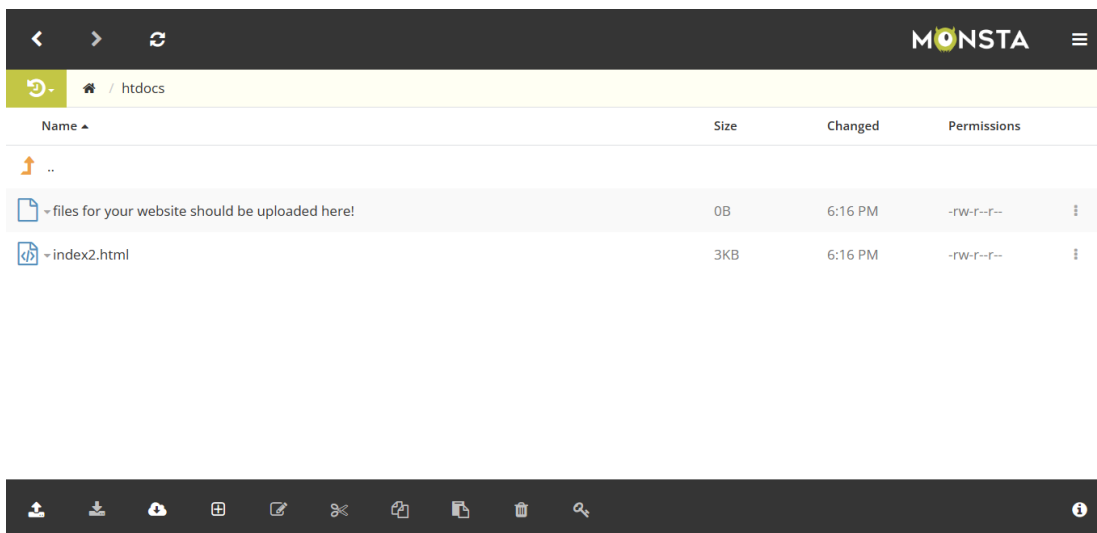 MONSTA
/ htdocs
Name Size Changed Permissions
..
files for your website should be uploaded here! 0B 6:16 PM -rw-r--r--
index2.html 3KB 6:16 PM -rw-r--r--